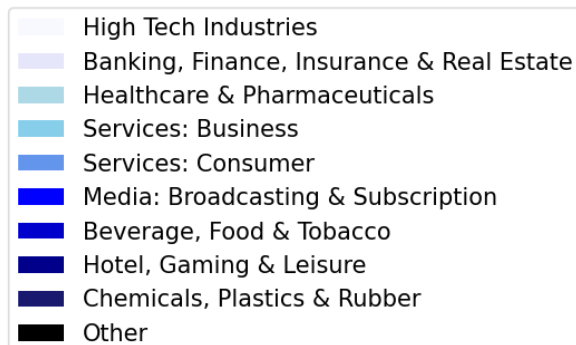 High Tech Industries
Banking, Finance, Insurance & Real Estate
Healthcare & Pharmaceuticals
Services: Business
Services: Consumer
Media: Broadcasting & Subscription
Beverage, Food & Tobacco
Hotel, Gaming & Leisure
Chemicals, Plastics & Rubber
Other